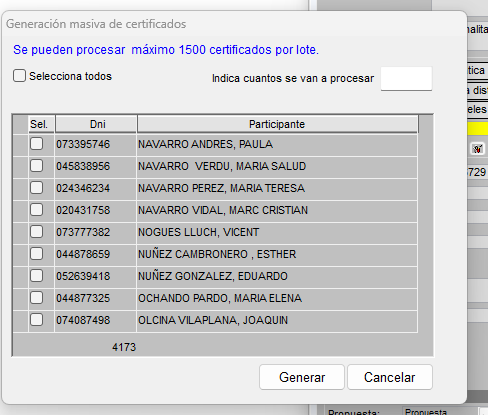 Generación masiva de certificados
Se pueden procesar máximo 1500 certificados por lote.
Selecciona todos
Indica cuantos se van a procesar
Sel. Dni Participante
073395746 NAVARRO ANDRES, PAULA
045838956 NAVARRO VERDU, MARIA SALUD
024346234 NAVARRO PEREZ, MARIA TERESA
020431758 NAVARRO VIDAL, MARC CRISTIAN
073777382 NOGUES LLUCH, VICENT
044878659 NUÑEZ CAMBRONERO , ESTHER
052639418 NUÑEZ GONZALEZ, EDUARDO
044877325 OCHANDO PARDO, MARIA ELENA
074087498 OLCINA VILAPLANA, JOAQUIN
4173
Generar Cancelar
nalita
tica
a dist
eles
729
Propuesta: Propuesta